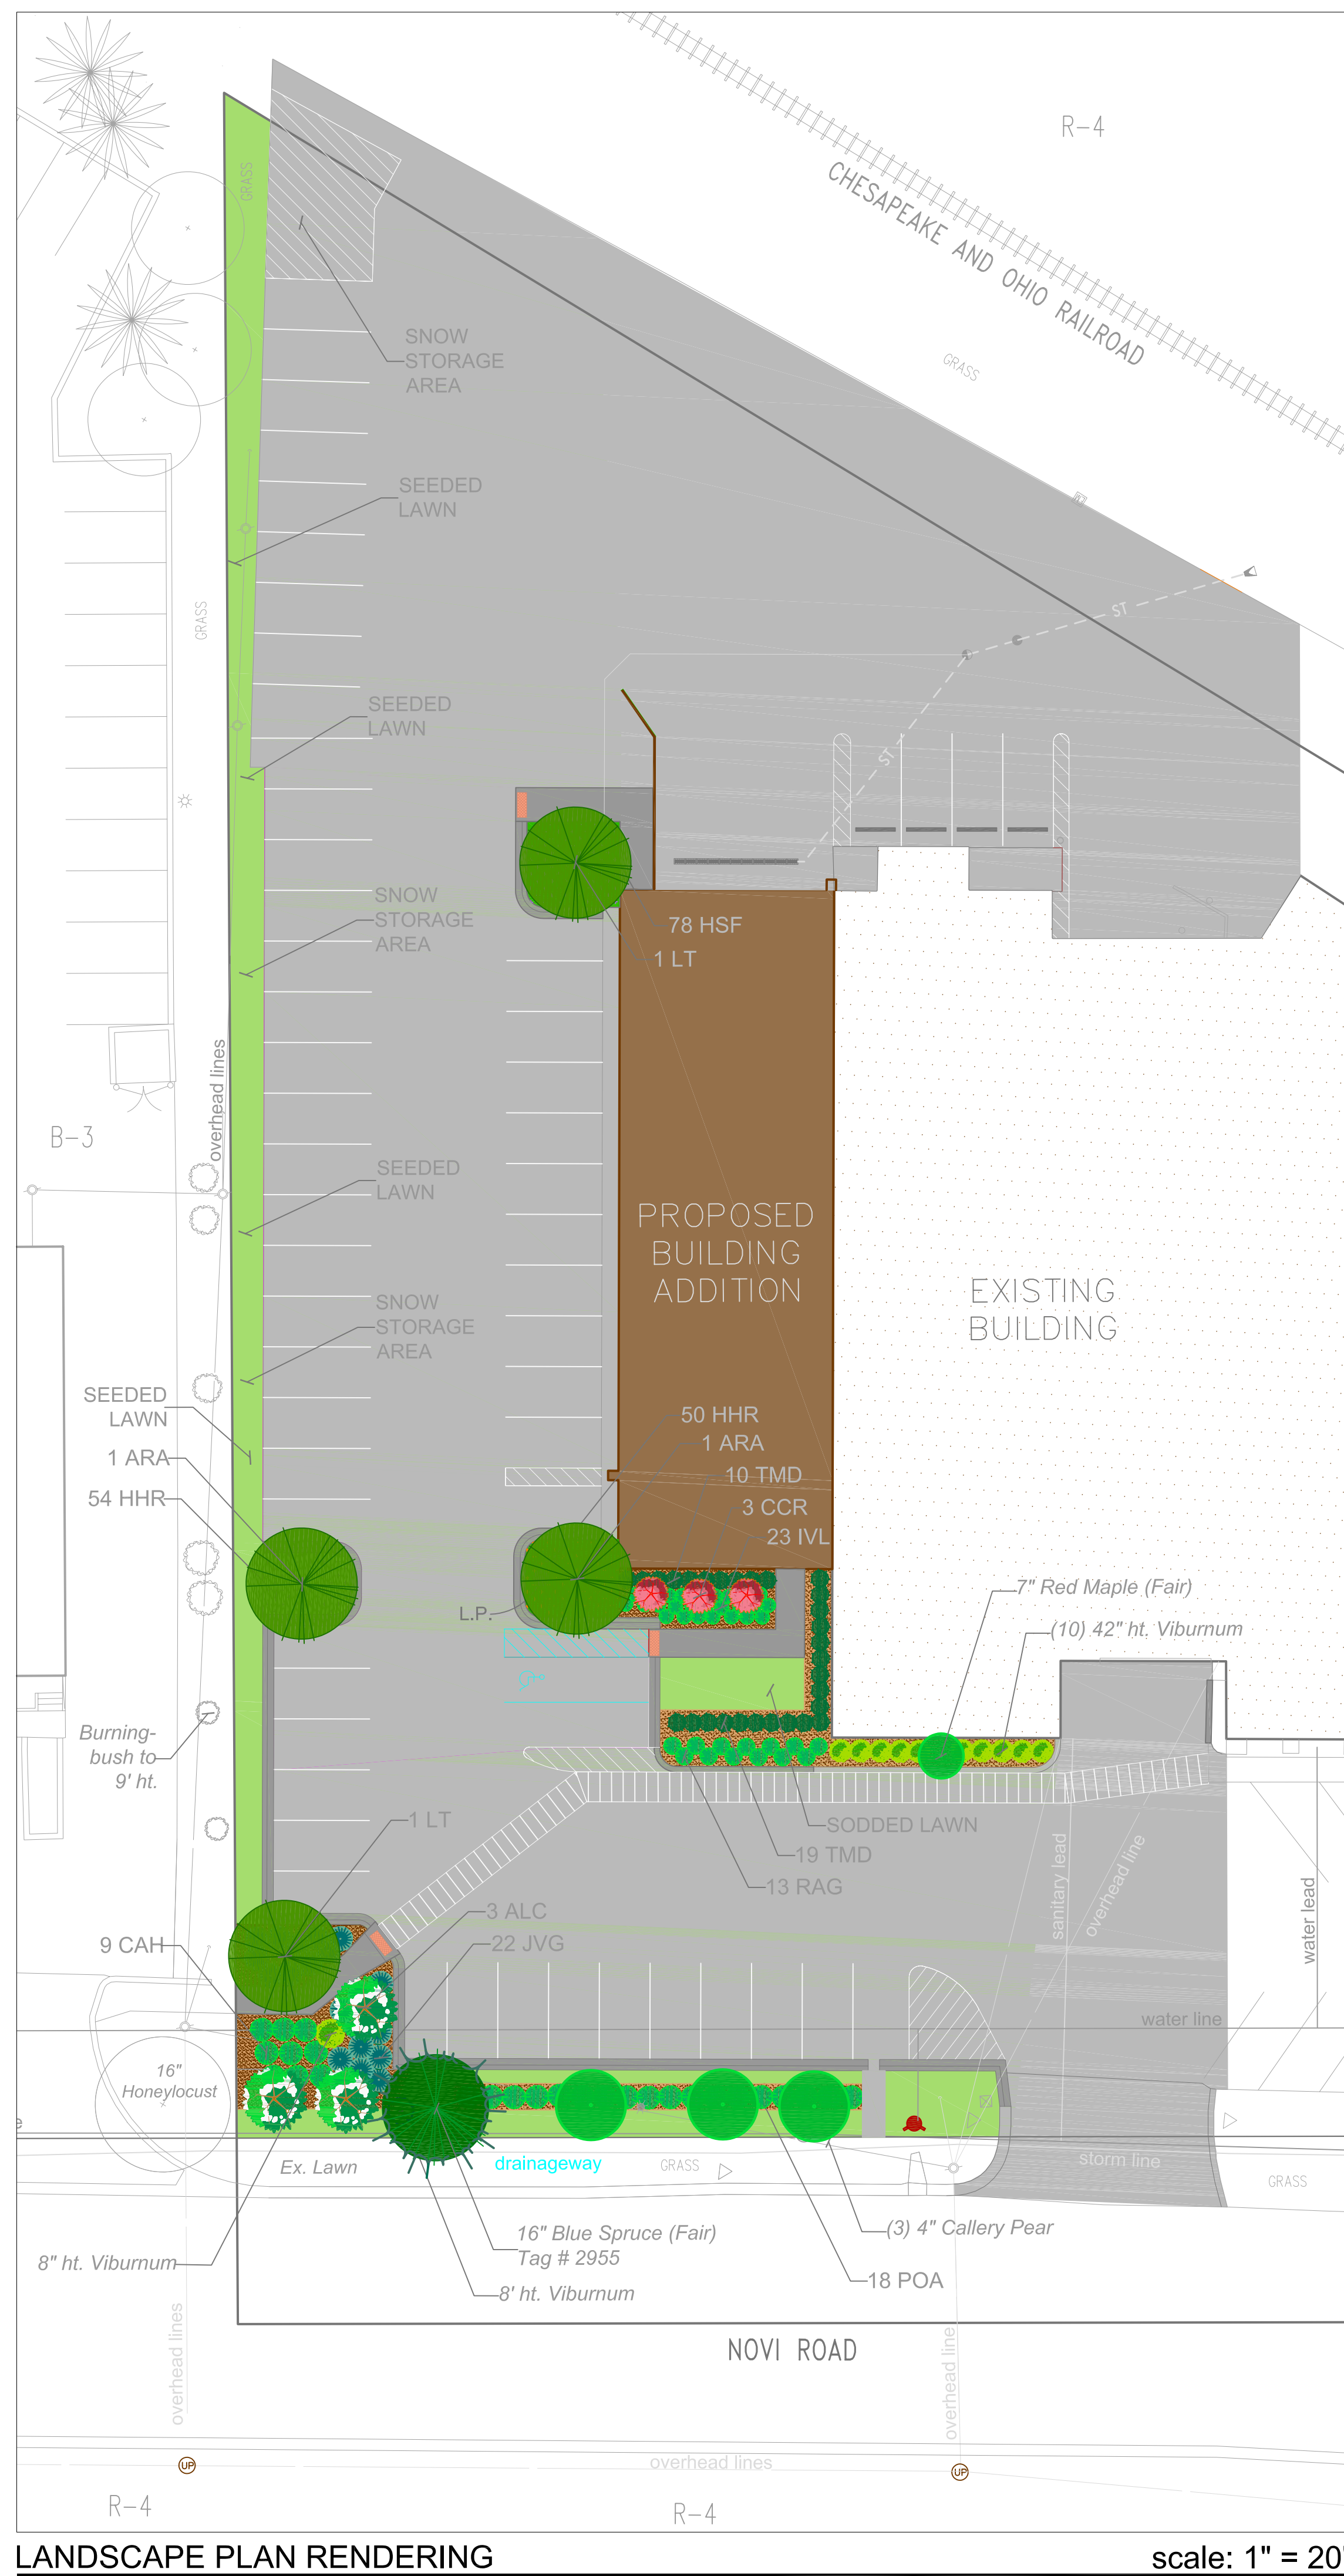 R-4
CHESAPEAKE AND OHIO RAILROAD
GRASS
GRASS
SNOW
STORAGE
AREA
SEEDED
LAWN
GRASS
ST
SEEDED
LAWN
ST
SNOW
STORAGE
AREA
78 HSF
1 LT
overhead lines
B-3
SEEDED
LAWN
PROPOSED
BUILDING
ADDITION
EXISTING
BUILDING
SNOW
STORAGE
AREA
SEEDED
LAWN
1 ARA
54 HHR
50 HHR
1 ARA
10 TMD
3 CCR
23 IVL
L.P.
7" Red Maple (Fair)
(10) 42" ht. Viburnum
Burning-
bush to
9' ht.
1 LT
SODDED LAWN
19 TMD
13 RAG
sanitary lead
overhead line
water lead
3 ALC
22 JVG
9 CAH
water line
16"
Honeylocust
e
Ex. Lawn
drainageway
GRASS
storm line
GRASS
8" ht. Viburnum
16" Blue Spruce (Fair)
Tag # 2955
8' ht. Viburnum
(3) 4" Callery Pear
18 POA
overhead lines
overhead line
NOVI ROAD
UP
overhead lines
UP
R-4
R-4
LANDSCAPE PLAN RENDERING
scale: 1" = 20'